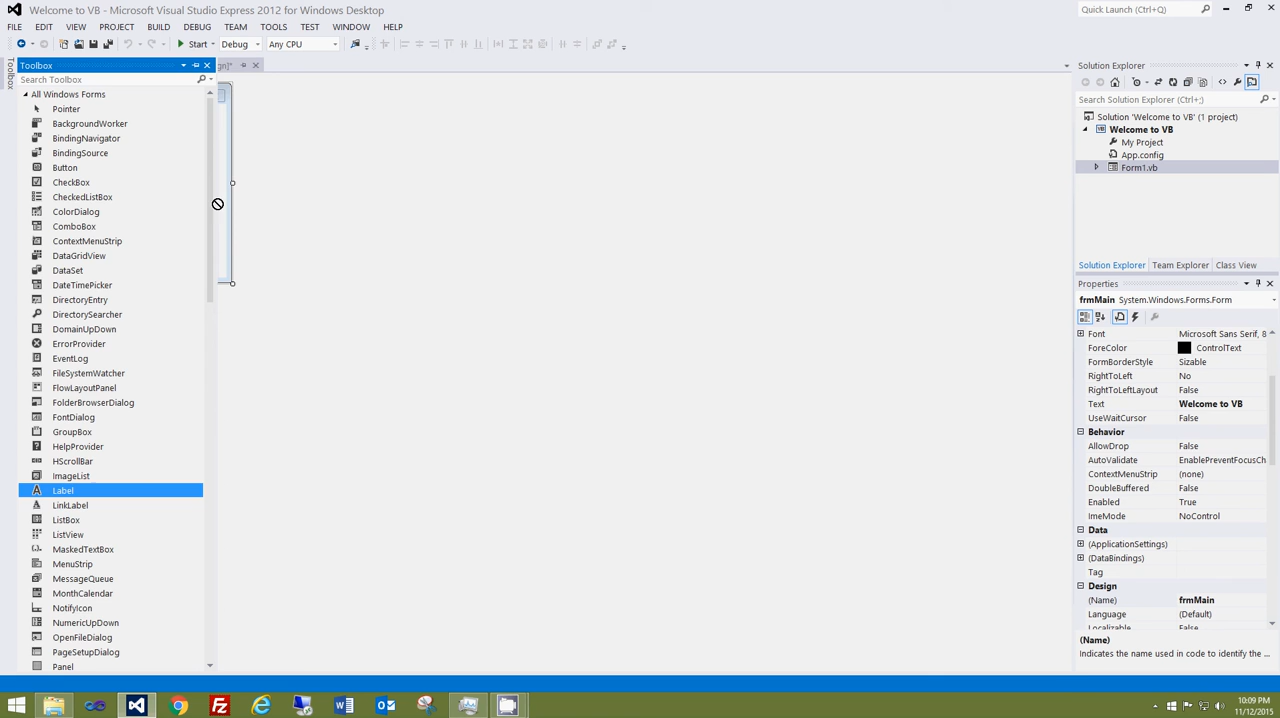 Welcome to VB - Microsoft Visual Studio Express 2012 for Windows Desktop
Quick Launch (Ctrl+Q)
FILE EDIT VIEW PROJECT BUILD DEBUG TEAM TOOLS TEST WINDOW HELP
Start Debug Any CPU
Toolbox
Toolbox
gn]*
Search Toolbox
All Windows Forms
Pointer
BackgroundWorker
BindingNavigator
BindingSource
Button
CheckBox
CheckedListBox
ColorDialog
ComboBox
ContextMenuStrip
DataGridView
DataSet
DateTimePicker
DirectoryEntry
DirectorySearcher
DomainUpDown
ErrorProvider
EventLog
FileSystemWatcher
FlowLayoutPanel
FolderBrowserDialog
FontDialog
GroupBox
HelpProvider
HScrollBar
ImageList
Label
LinkLabel
ListBox
ListView
MaskedTextBox
MenuStrip
MessageQueue
MonthCalendar
NotifyIcon
NumericUpDown
OpenFileDialog
PageSetupDialog
Panel
Solution Explorer
Search Solution Explorer (Ctrl+;)
Solution 'Welcome to VB' (1 project)
Welcome to VB
My Project
App.config
Form1.vb
Solution Explorer Team Explorer Class View
Properties
frmMain System.Windows.Forms.Form
Font Microsoft Sans Serif, 8
ForeColor ControlText
FormBorderStyle Sizable
RightToLeft No
RightToLeftLayout False
Text Welcome to VB
UseWaitCursor False
Behavior
AllowDrop False
AutoValidate EnablePreventFocusCh
ContextMenuStrip (none)
DoubleBuffered False
Enabled True
ImeMode NoControl
Data
(ApplicationSettings)
(DataBindings)
Tag
Design
(Name) frmMain
Language (Default)
Localizable False
(Name)
Indicates the name used in code to identify the ...
10:09 PM
11/12/2015